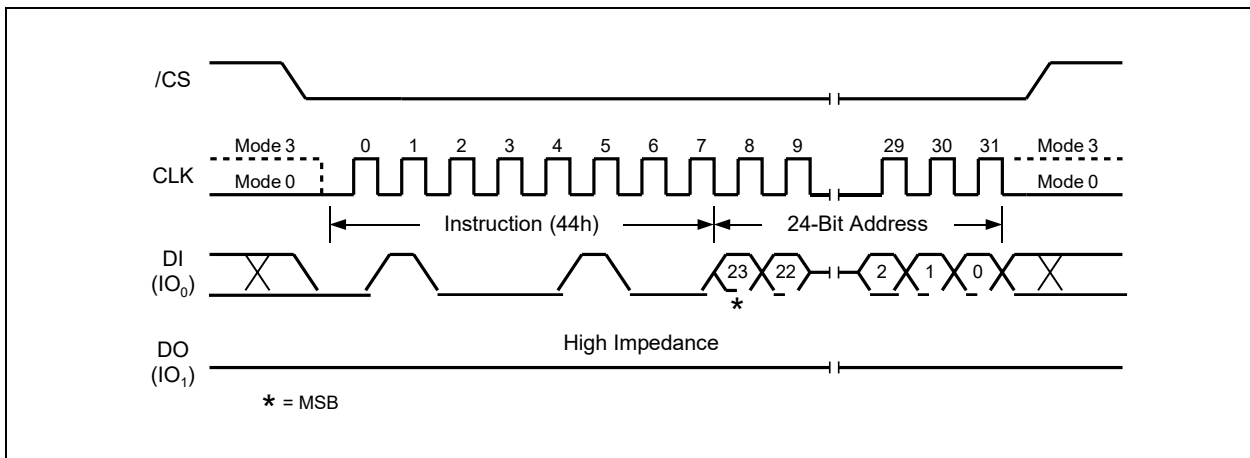 /CS
Mode 3 0 1 2 3 4 5 6 7 8 9 29 30 31 Mode 3
CLK Mode 0 Mode 0
Instruction (44h) 24-Bit Address
DI
(IO₀) 23 22 2 1 0
*
High Impedance
DO
(IO₁)
* = MSB